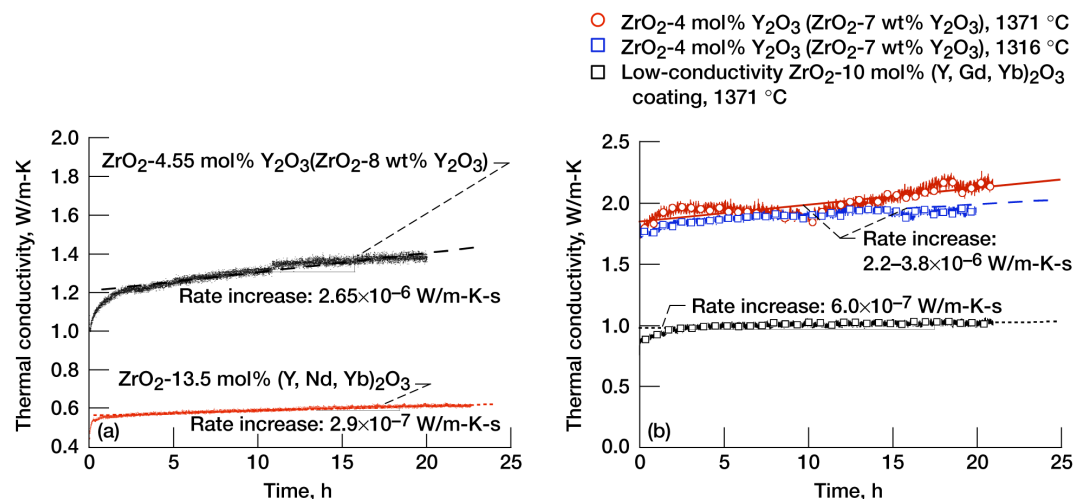 ZrO2-4 mol% Y2O3 (ZrO2-7 wt% Y2O3), 1371 °C
ZrO2-4 mol% Y2O3 (ZrO2-7 wt% Y2O3), 1316 °C
Low-conductivity ZrO2-10 mol% (Y, Gd, Yb)2O3
coating, 1371 °C
Thermal conductivity, W/m-K
2.0
1.8
1.6
1.4
1.2
1.0
0.8
0.6
0.4
ZrO2-4.55 mol% Y2O3(ZrO2-8 wt% Y2O3)
Rate increase: 2.65×10–6 W/m-K-s
ZrO2-13.5 mol% (Y, Nd, Yb)2O3
Rate increase: 2.9×10–7 W/m-K-s
(a)
0 5 10 15 20 25
Time, h
Thermal conductivity, W/m-K
2.5
2.0
1.5
1.0
2.0
Rate increase:
2.2–3.8×10–6 W/m-K-s
Rate increase: 6.0×10–7 W/m-K-s
(b)
0 5 10 15 20 25
Time, h